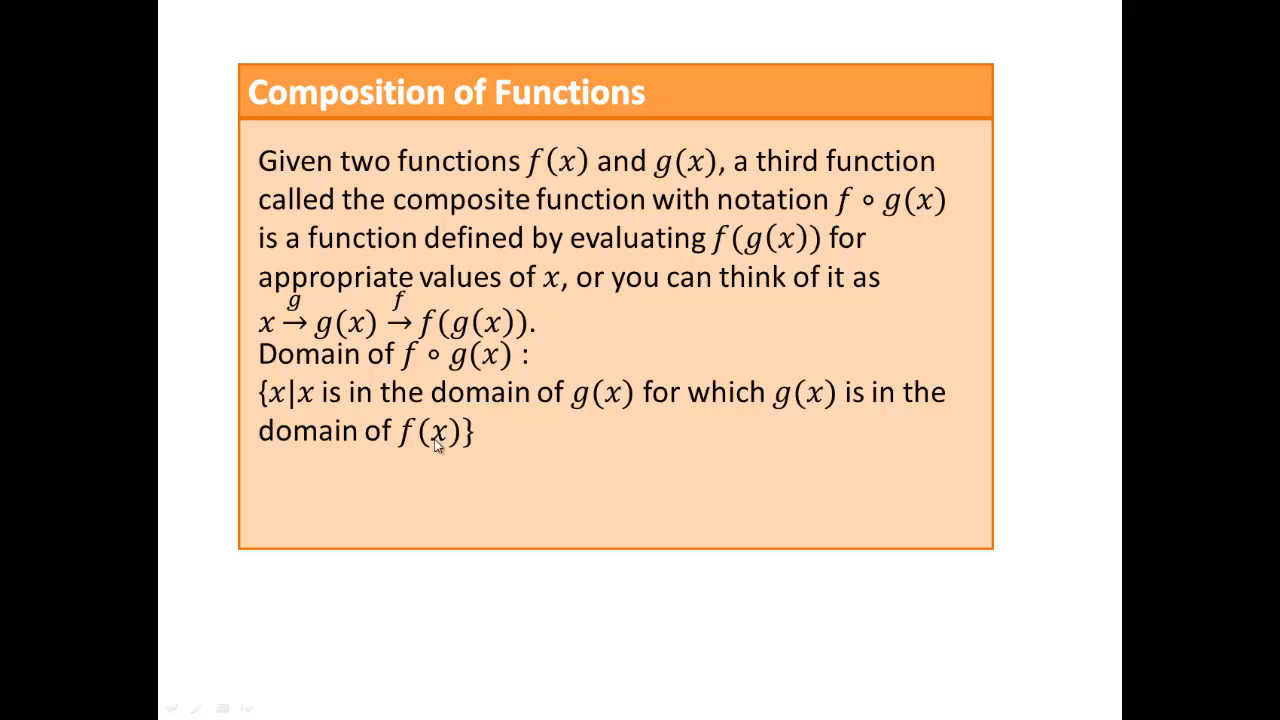 Composition of Functions
Given two functions f(x) and g(x), a third function
called the composite function with notation f ∘ g(x)
is a function defined by evaluating f(g(x)) for
appropriate values of x, or you can think of it as
x →^g g(x) →^f f(g(x)).
Domain of f ∘ g(x) :
{x|x is in the domain of g(x) for which g(x) is in the
domain of f(x)}